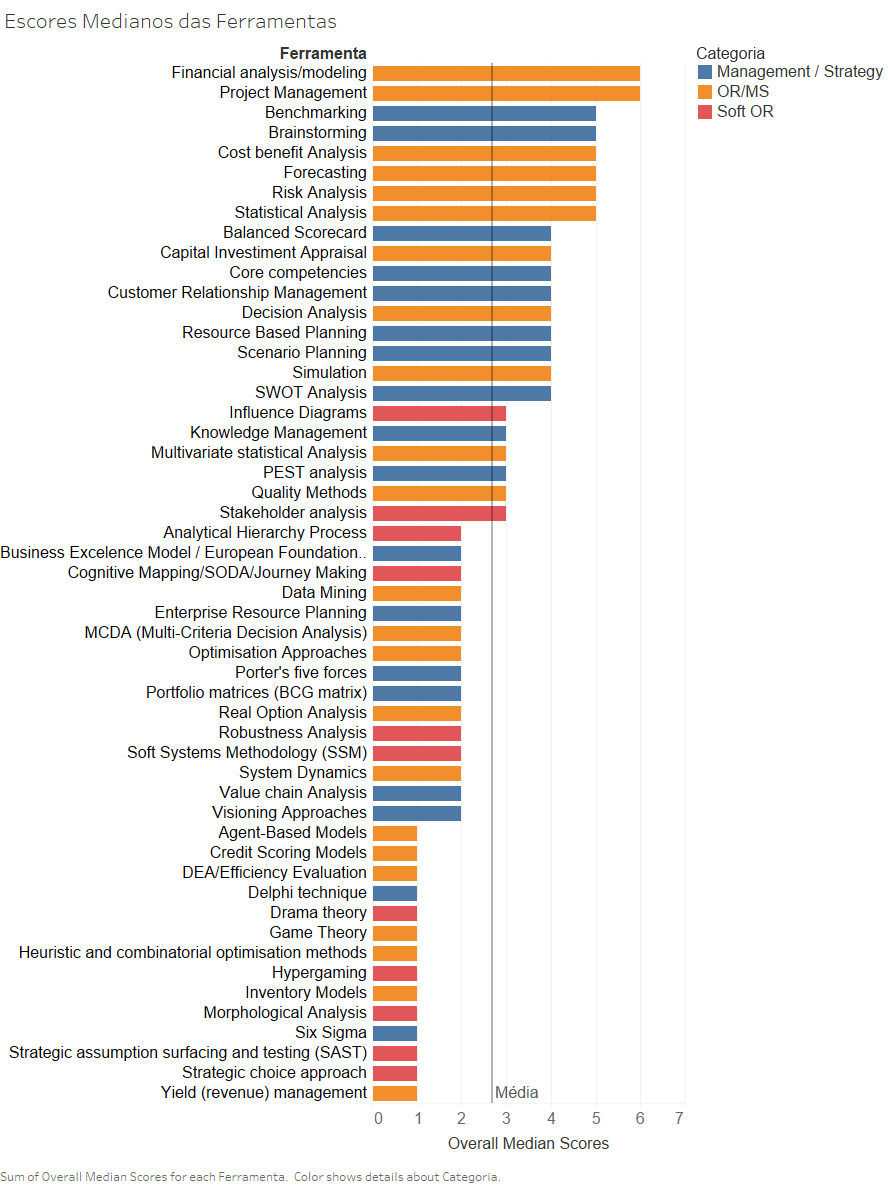 Escores Medianos das Ferramentas
Ferramenta
Financial analysis/modeling
Project Management
Benchmarking
Brainstorming
Cost benefit Analysis
Forecasting
Risk Analysis
Statistical Analysis
Balanced Scorecard
Capital Investiment Appraisal
Core competencies
Customer Relationship Management
Decision Analysis
Resource Based Planning
Scenario Planning
Simulation
SWOT Analysis
Influence Diagrams
Knowledge Management
Multivariate statistical Analysis
PEST analysis
Quality Methods
Stakeholder analysis
Analytical Hierarchy Process
Business Excelence Model / European Foundation..
Cognitive Mapping/SODA/Journey Making
Data Mining
Enterprise Resource Planning
MCDA (Multi-Criteria Decision Analysis)
Optimisation Approaches
Porter's five forces
Portfolio matrices (BCG matrix)
Real Option Analysis
Robustness Analysis
Soft Systems Methodology (SSM)
System Dynamics
Value chain Analysis
Visioning Approaches
Agent-Based Models
Credit Scoring Models
DEA/Efficiency Evaluation
Delphi technique
Drama theory
Game Theory
Heuristic and combinatorial optimisation methods
Hypergaming
Inventory Models
Morphological Analysis
Six Sigma
Strategic assumption surfacing and testing (SAST)
Strategic choice approach
Yield (revenue) management
Média
0 1 2 3 4 5 6 7
Overall Median Scores
Categoria
Management / Strategy
OR/MS
Soft OR
Sum of Overall Median Scores for each Ferramenta. Color shows details about Categoria.